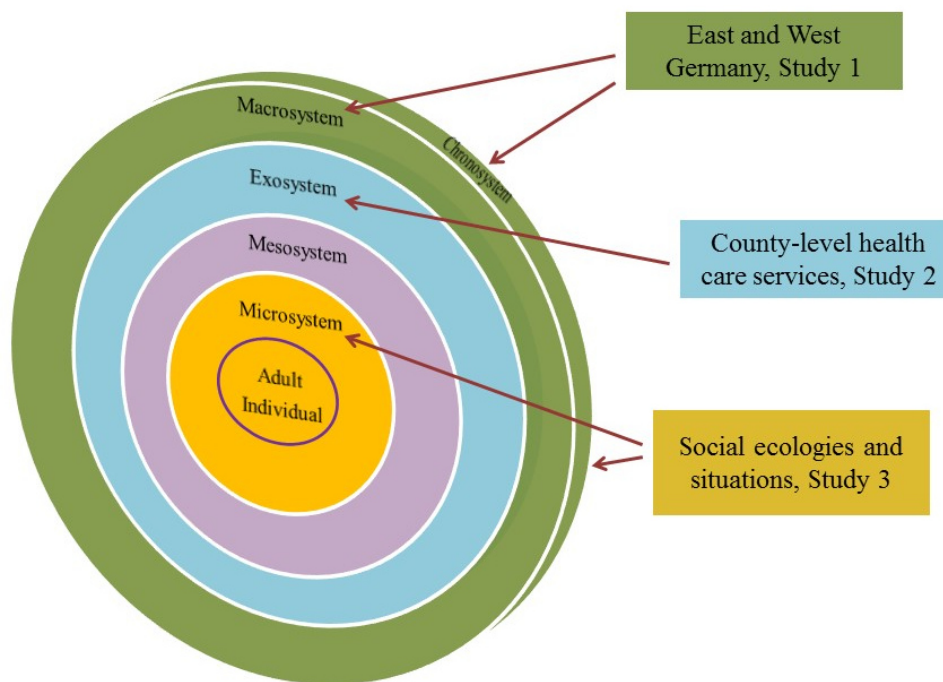 East and West
Germany, Study 1
Macrosystem
Chronosystem
Exosystem
County-level health
care services, Study 2
Mesosystem
Microsystem
Adult
Individual
Social ecologies and
situations, Study 3